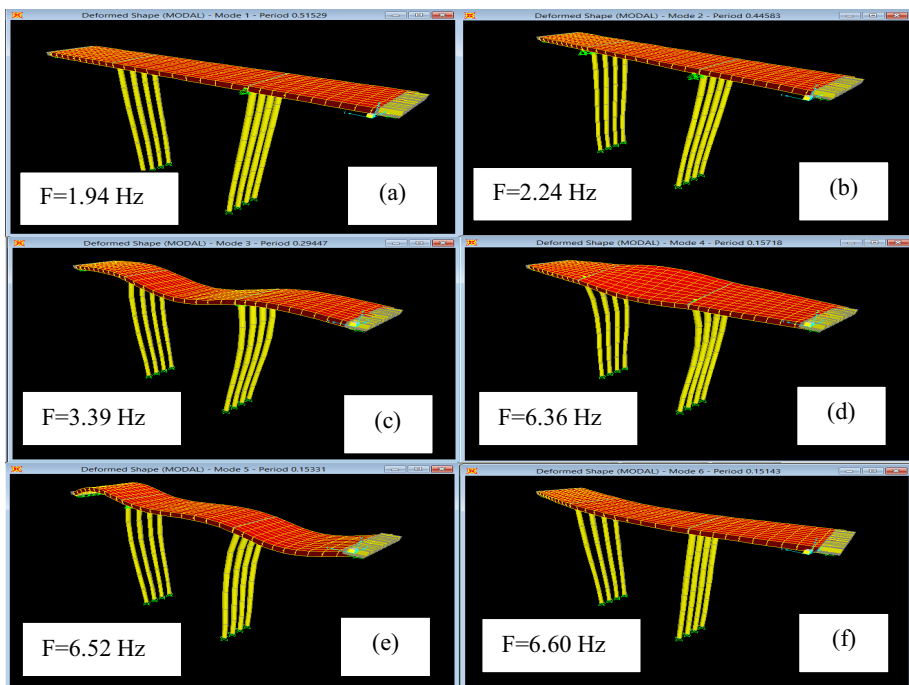 Deformed Shape (MODAL) - Mode 1 - Period 0.51529
F=1.94 Hz
(a)
Deformed Shape (MODAL) - Mode 2 - Period 0.44583
F=2.24 Hz
(b)
Deformed Shape (MODAL) - Mode 3 - Period 0.29447
F=3.39 Hz
(c)
Deformed Shape (MODAL) - Mode 4 - Period 0.15718
F=6.36 Hz
(d)
Deformed Shape (MODAL) - Mode 5 - Period 0.15331
F=6.52 Hz
(e)
Deformed Shape (MODAL) - Mode 6 - Period 0.15143
F=6.60 Hz
(f)